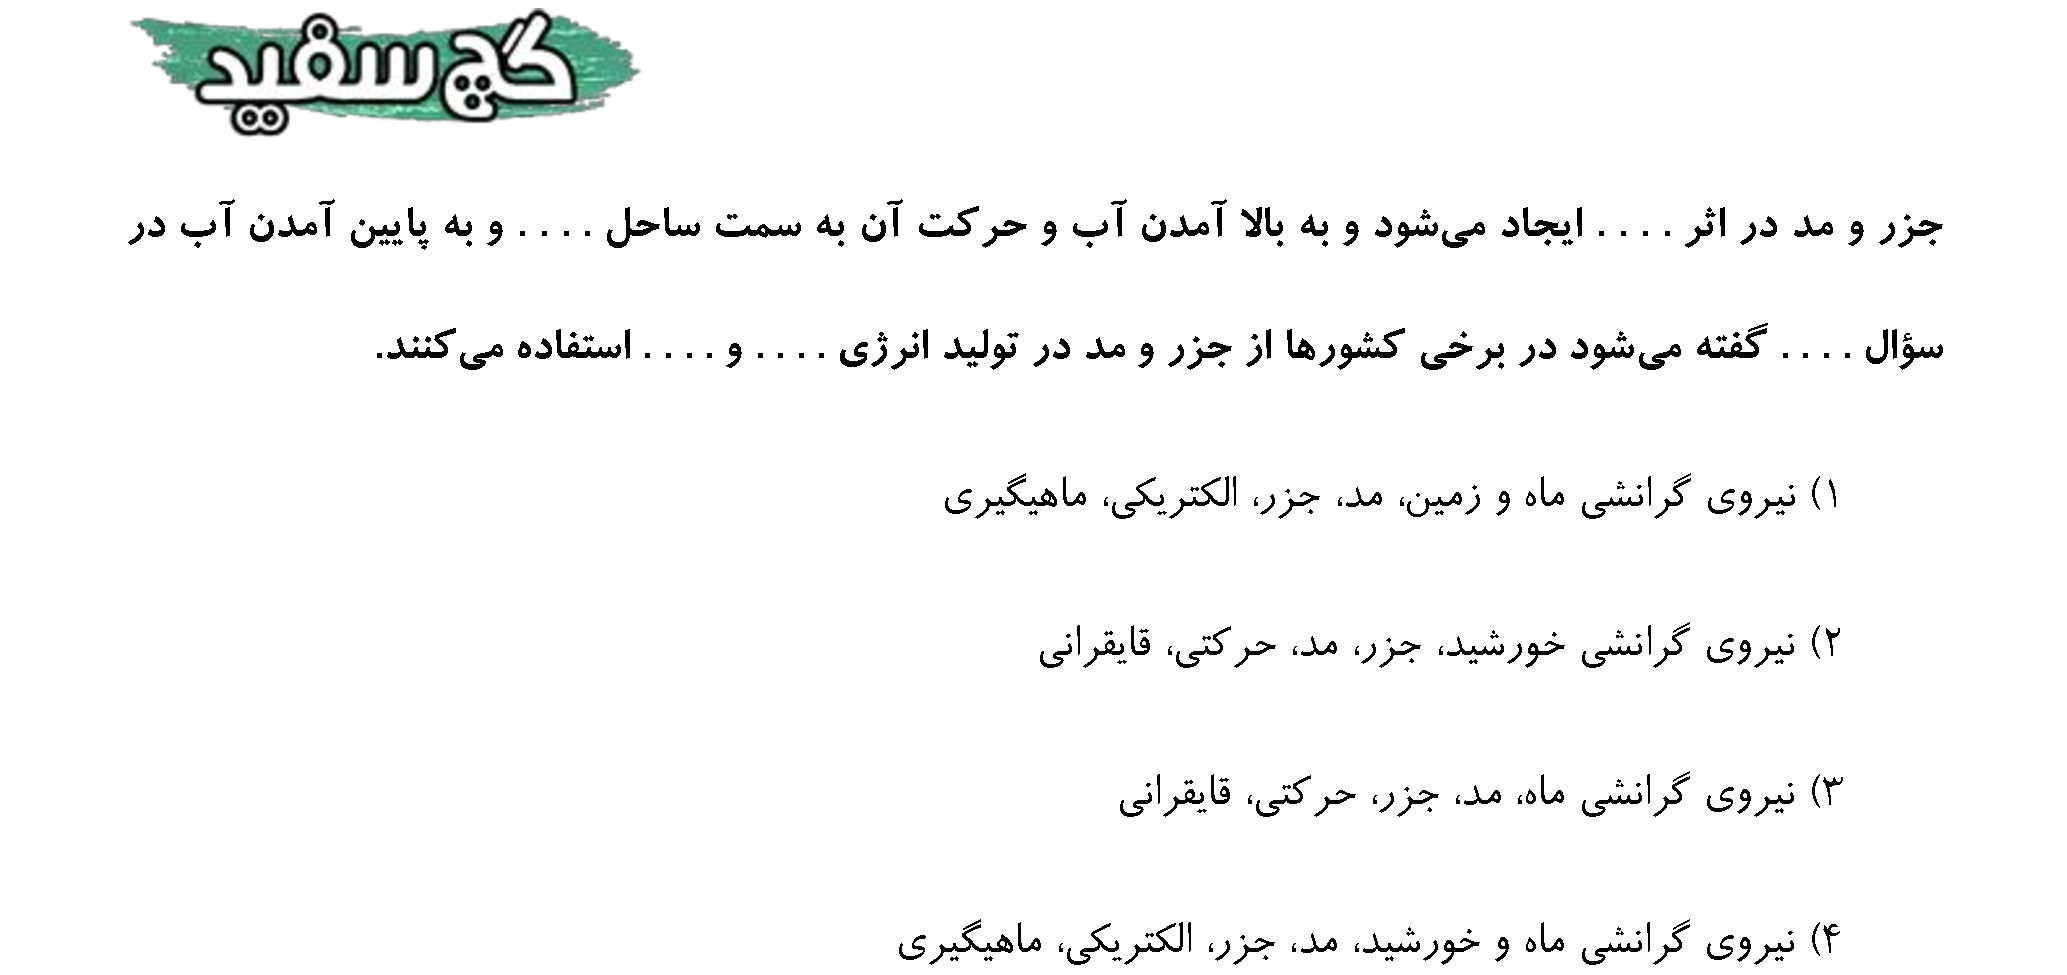 گچ سفید
جزر و مد در اثر . . . . ایجاد می‌شود و به بالا آمدن آب و حرکت آن به سمت ساحل . . . . و به پایین آمدن آب در
سؤال . . . . گفته می‌شود در برخی کشورها از جزر و مد در تولید انرژی . . . . و . . . . استفاده می‌کنند.
۱) نیروی گرانشی ماه و زمین، مد، جزر، الکتریکی، ماهیگیری
۲) نیروی گرانشی خورشید، جزر، مد، حرکتی، قایقرانی
۳) نیروی گرانشی ماه، مد، جزر، حرکتی، قایقرانی
۴) نیروی گرانشی ماه و خورشید، مد، جزر، الکتریکی، ماهیگیری